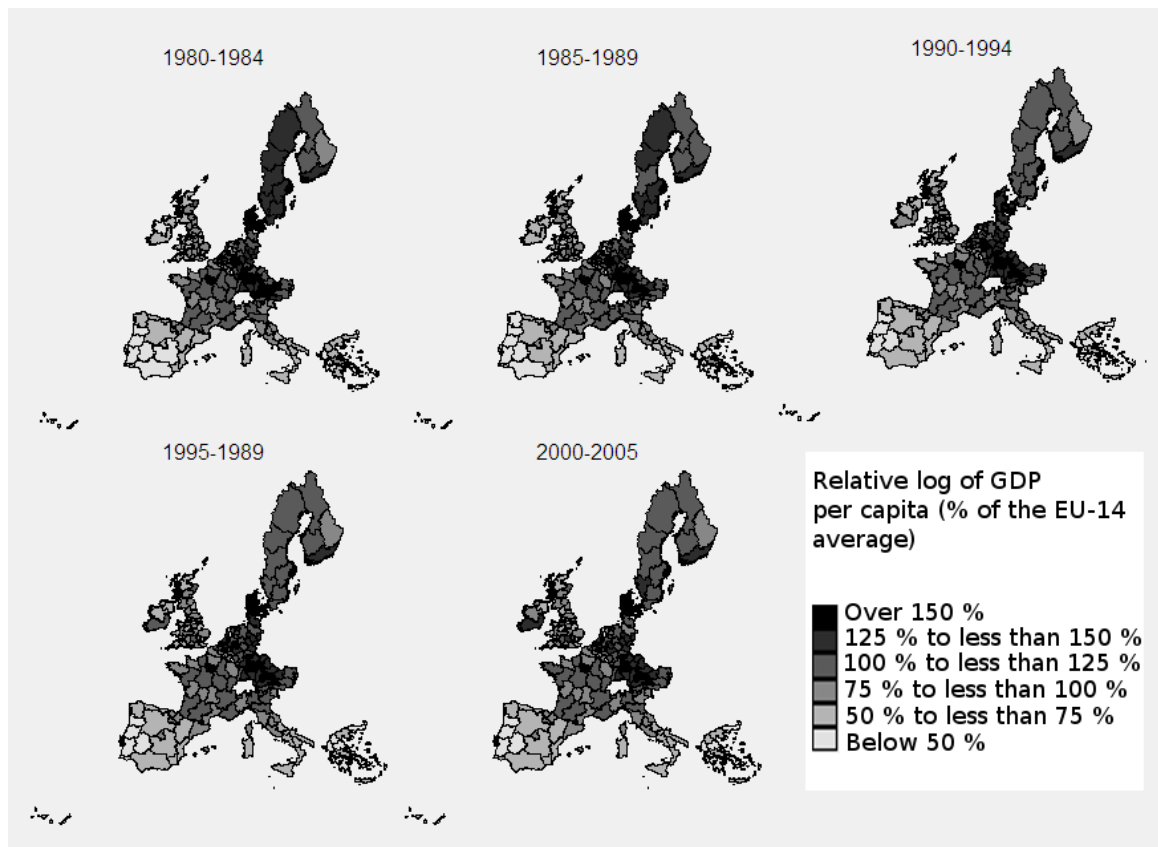 1980-1984
1985-1989
1990-1994
1995-1989
2000-2005
Relative log of GDP
per capita (% of the EU-14
average)
Over 150 %
125 % to less than 150 %
100 % to less than 125 %
75 % to less than 100 %
50 % to less than 75 %
Below 50 %